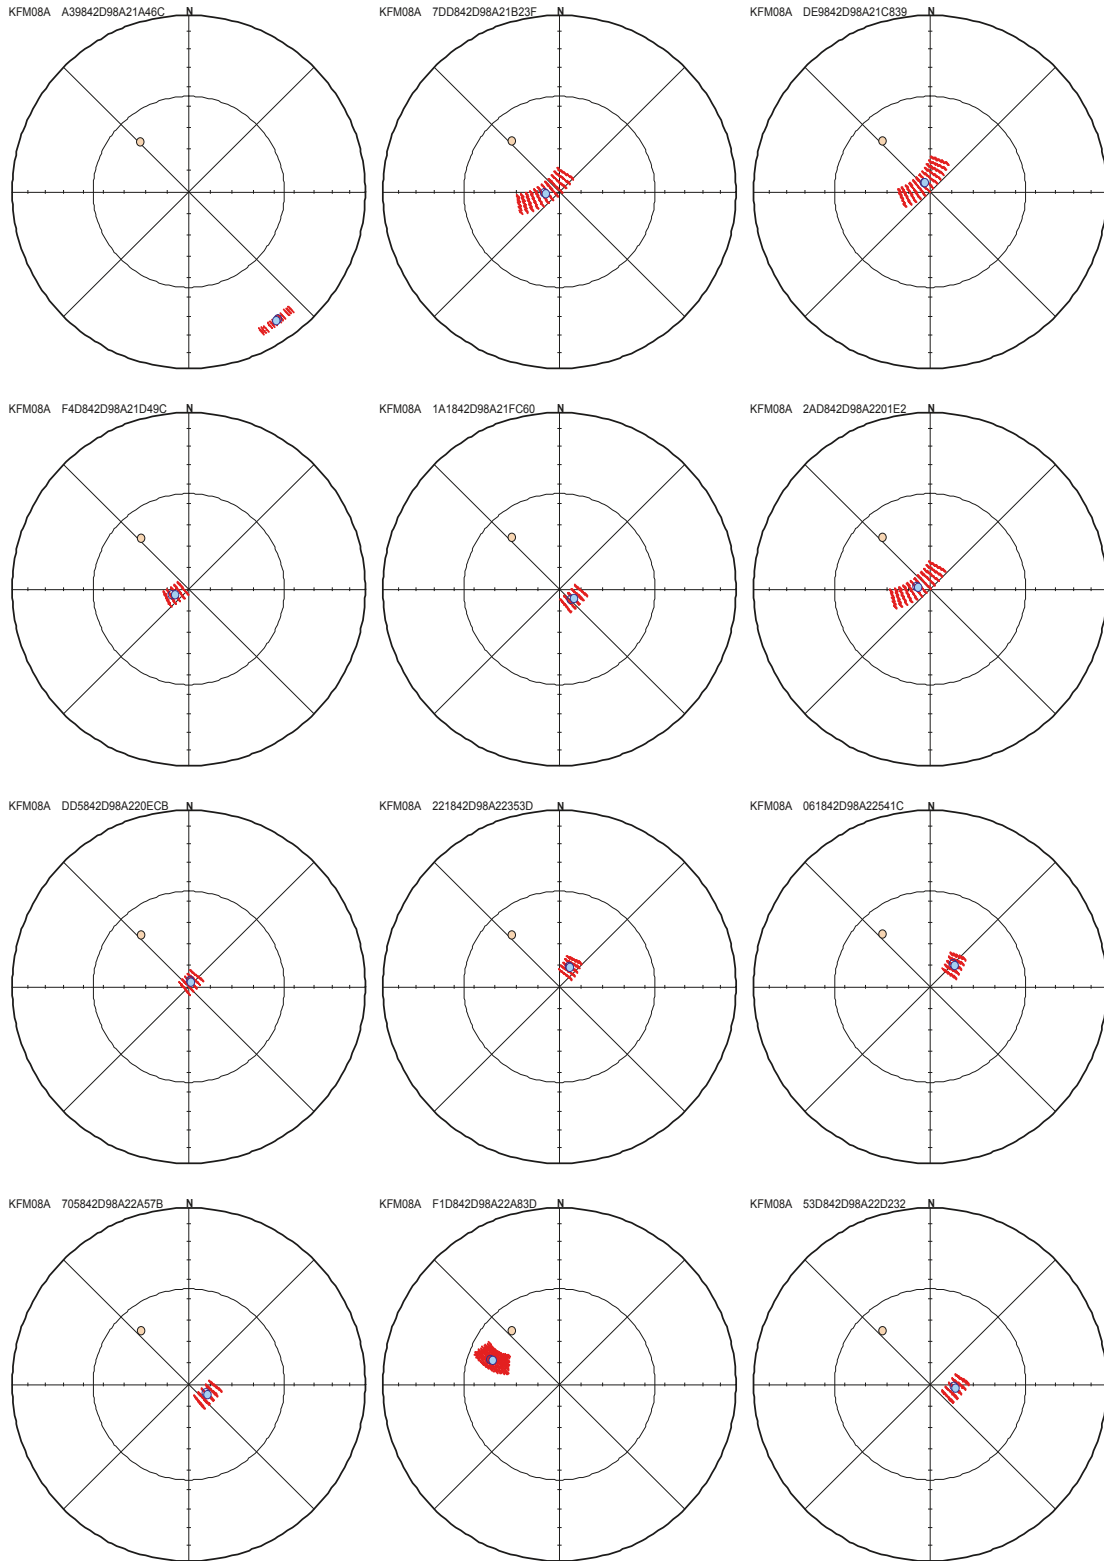 KFM08A A39842D98A21A46C N
KFM08A 7DD842D98A21B23F N
KFM08A DE9842D98A21C839 N
KFM08A F4D842D98A21D49C N
KFM08A 1A1842D98A21FC60 N
KFM08A 2AD842D98A2201E2 N
KFM08A DD5842D98A220ECB N
KFM08A 221842D98A22353D N
KFM08A 061842D98A22541C N
KFM08A 705842D98A22A57B N
KFM08A F1D842D98A22A83D N
KFM08A 53D842D98A22D232 N